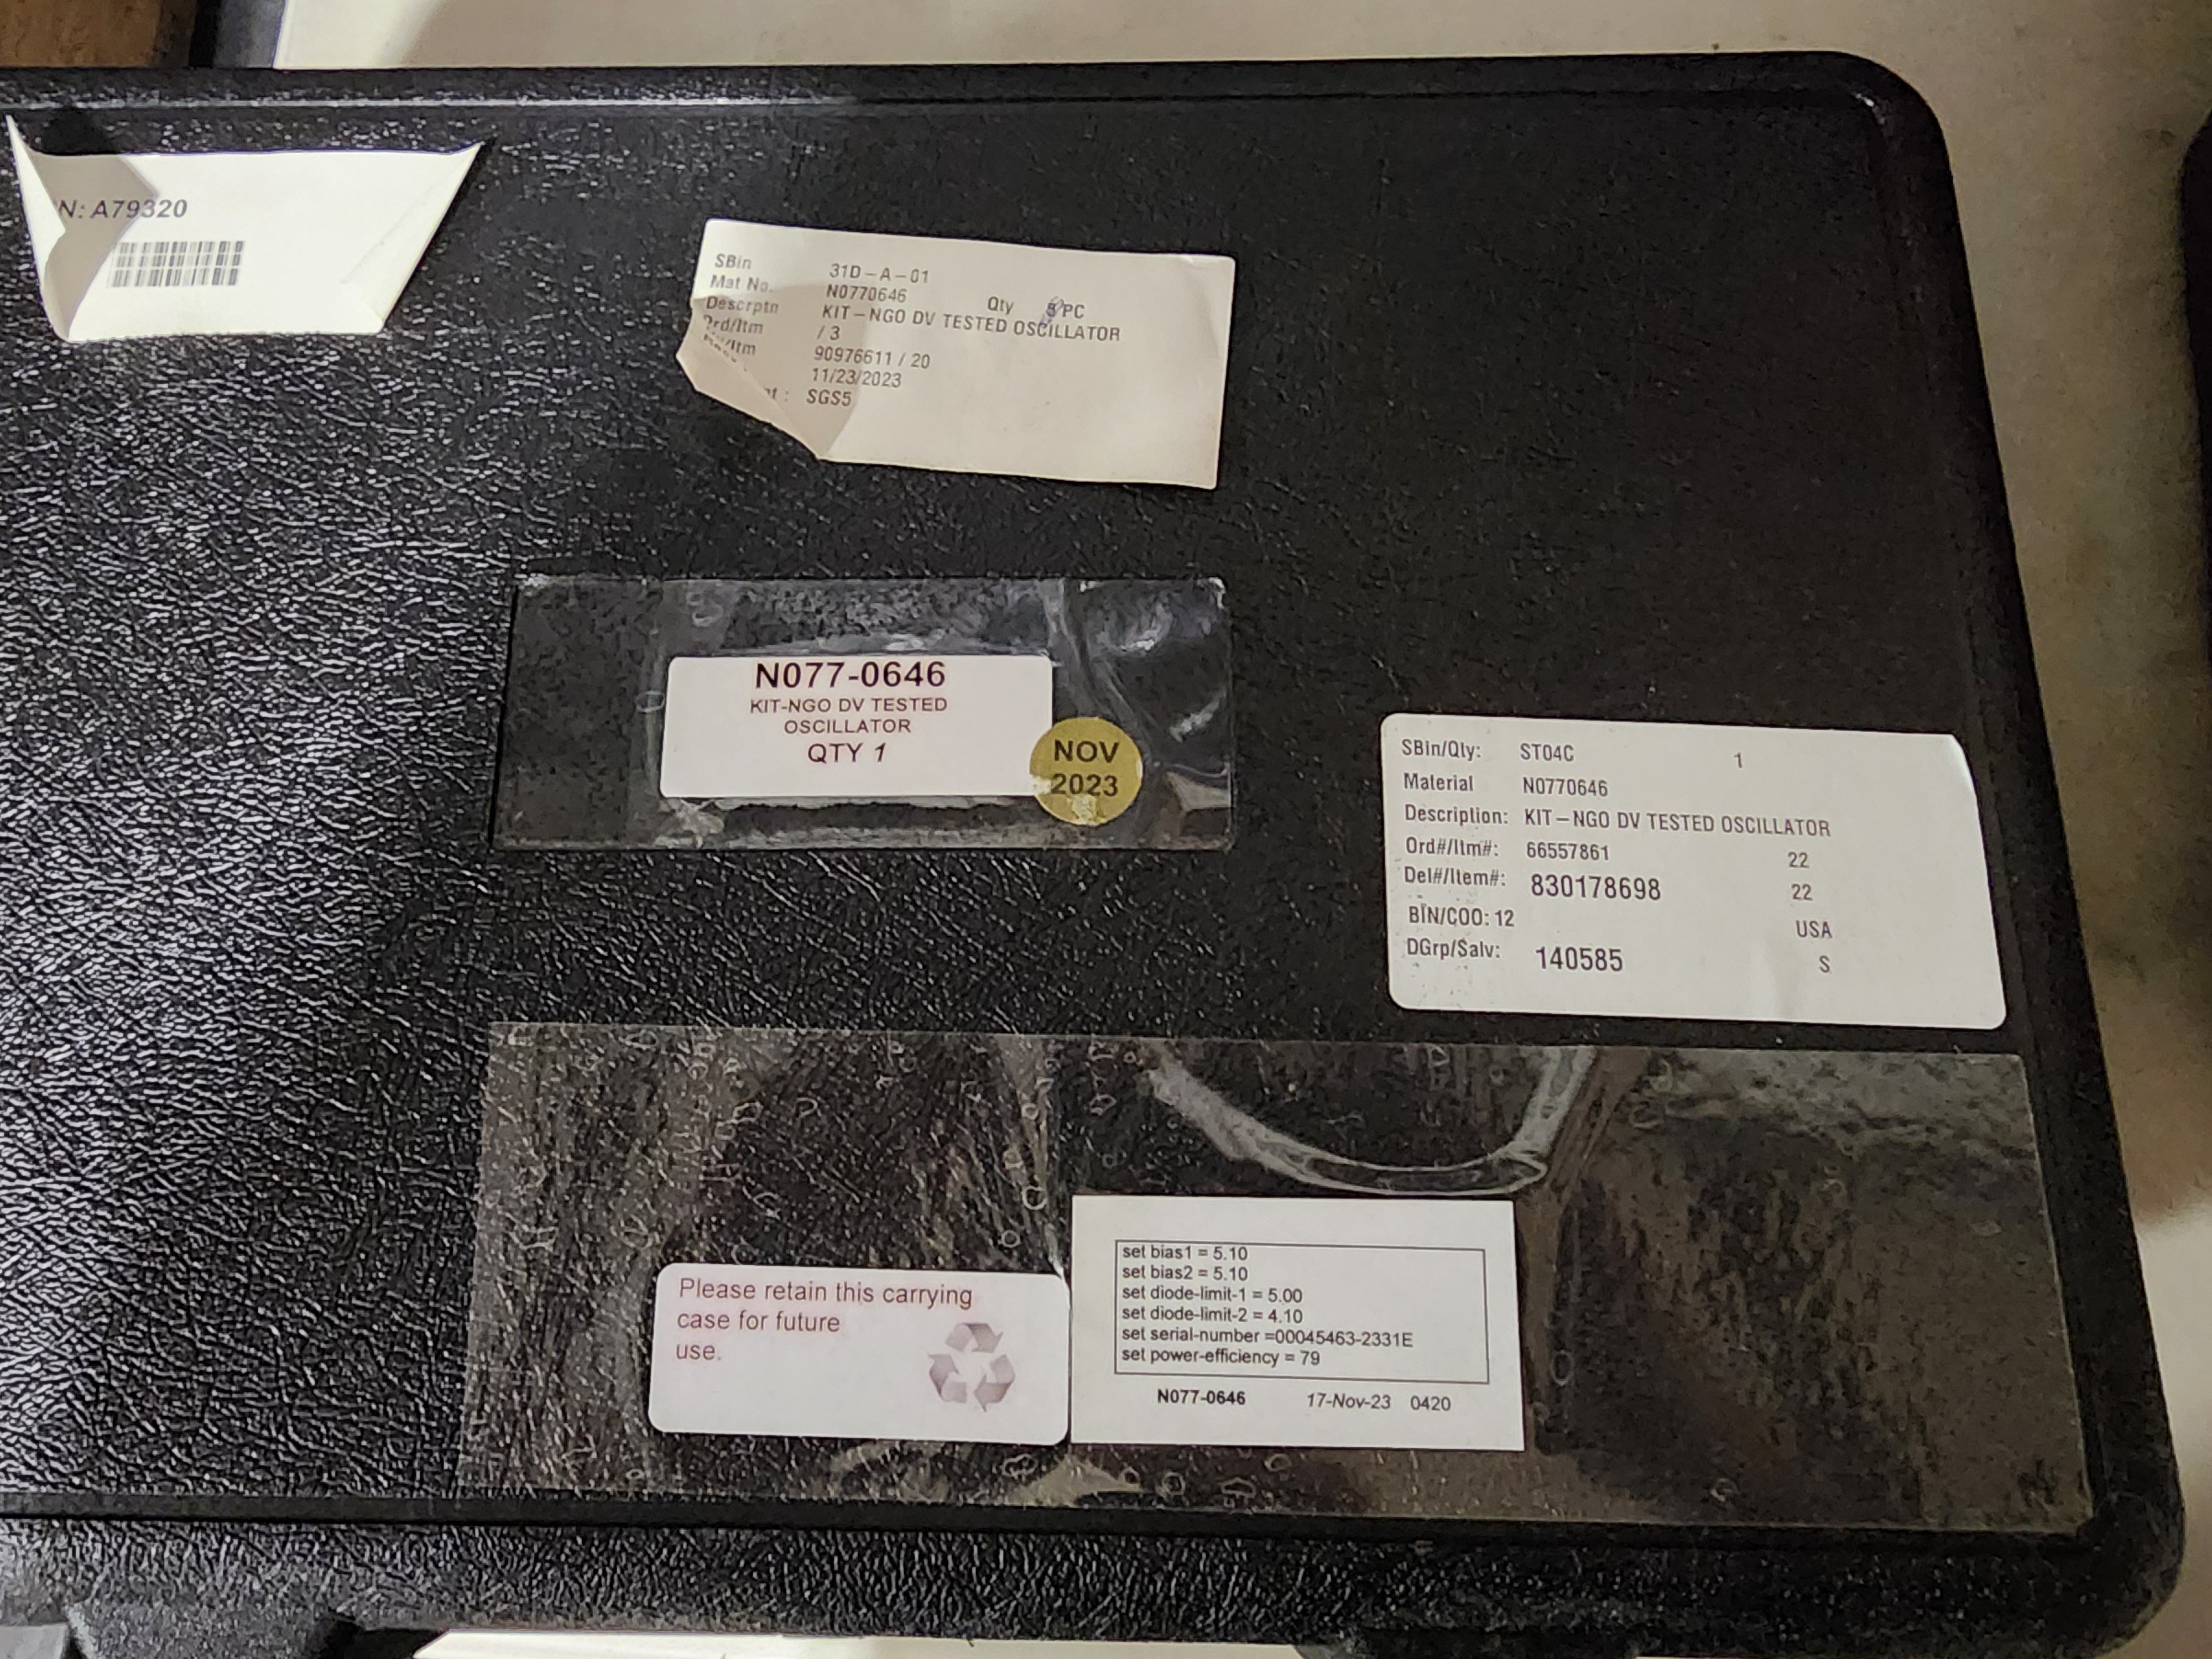 N: A79320
SBin 31D-A-01
Mat No. N0770646 Qty PC
Descrptn KIT-NGO DV TESTED OSCILLATOR
Ord/Itm / 3
/Itm 90976611 / 20
11/23/2023
: SGS5
N077-0646
KIT-NGO DV TESTED
OSCILLATOR
QTY 1
NOV
2023
SBin/Qty: ST04C 1
Material N0770646
Description: KIT-NGO DV TESTED OSCILLATOR
Ord#/Itm#: 66557861 22
Del#/Item#: 830178698 22
BIN/COO: 12 USA
DGrp/Salv: 140585 S
Please retain this carrying
case for future
use.
set bias1 = 5.10
set bias2 = 5.10
set diode-limit-1 = 5.00
set diode-limit-2 = 4.10
set serial-number =00045463-2331E
set power-efficiency = 79
N077-0646 17-Nov-23 0420